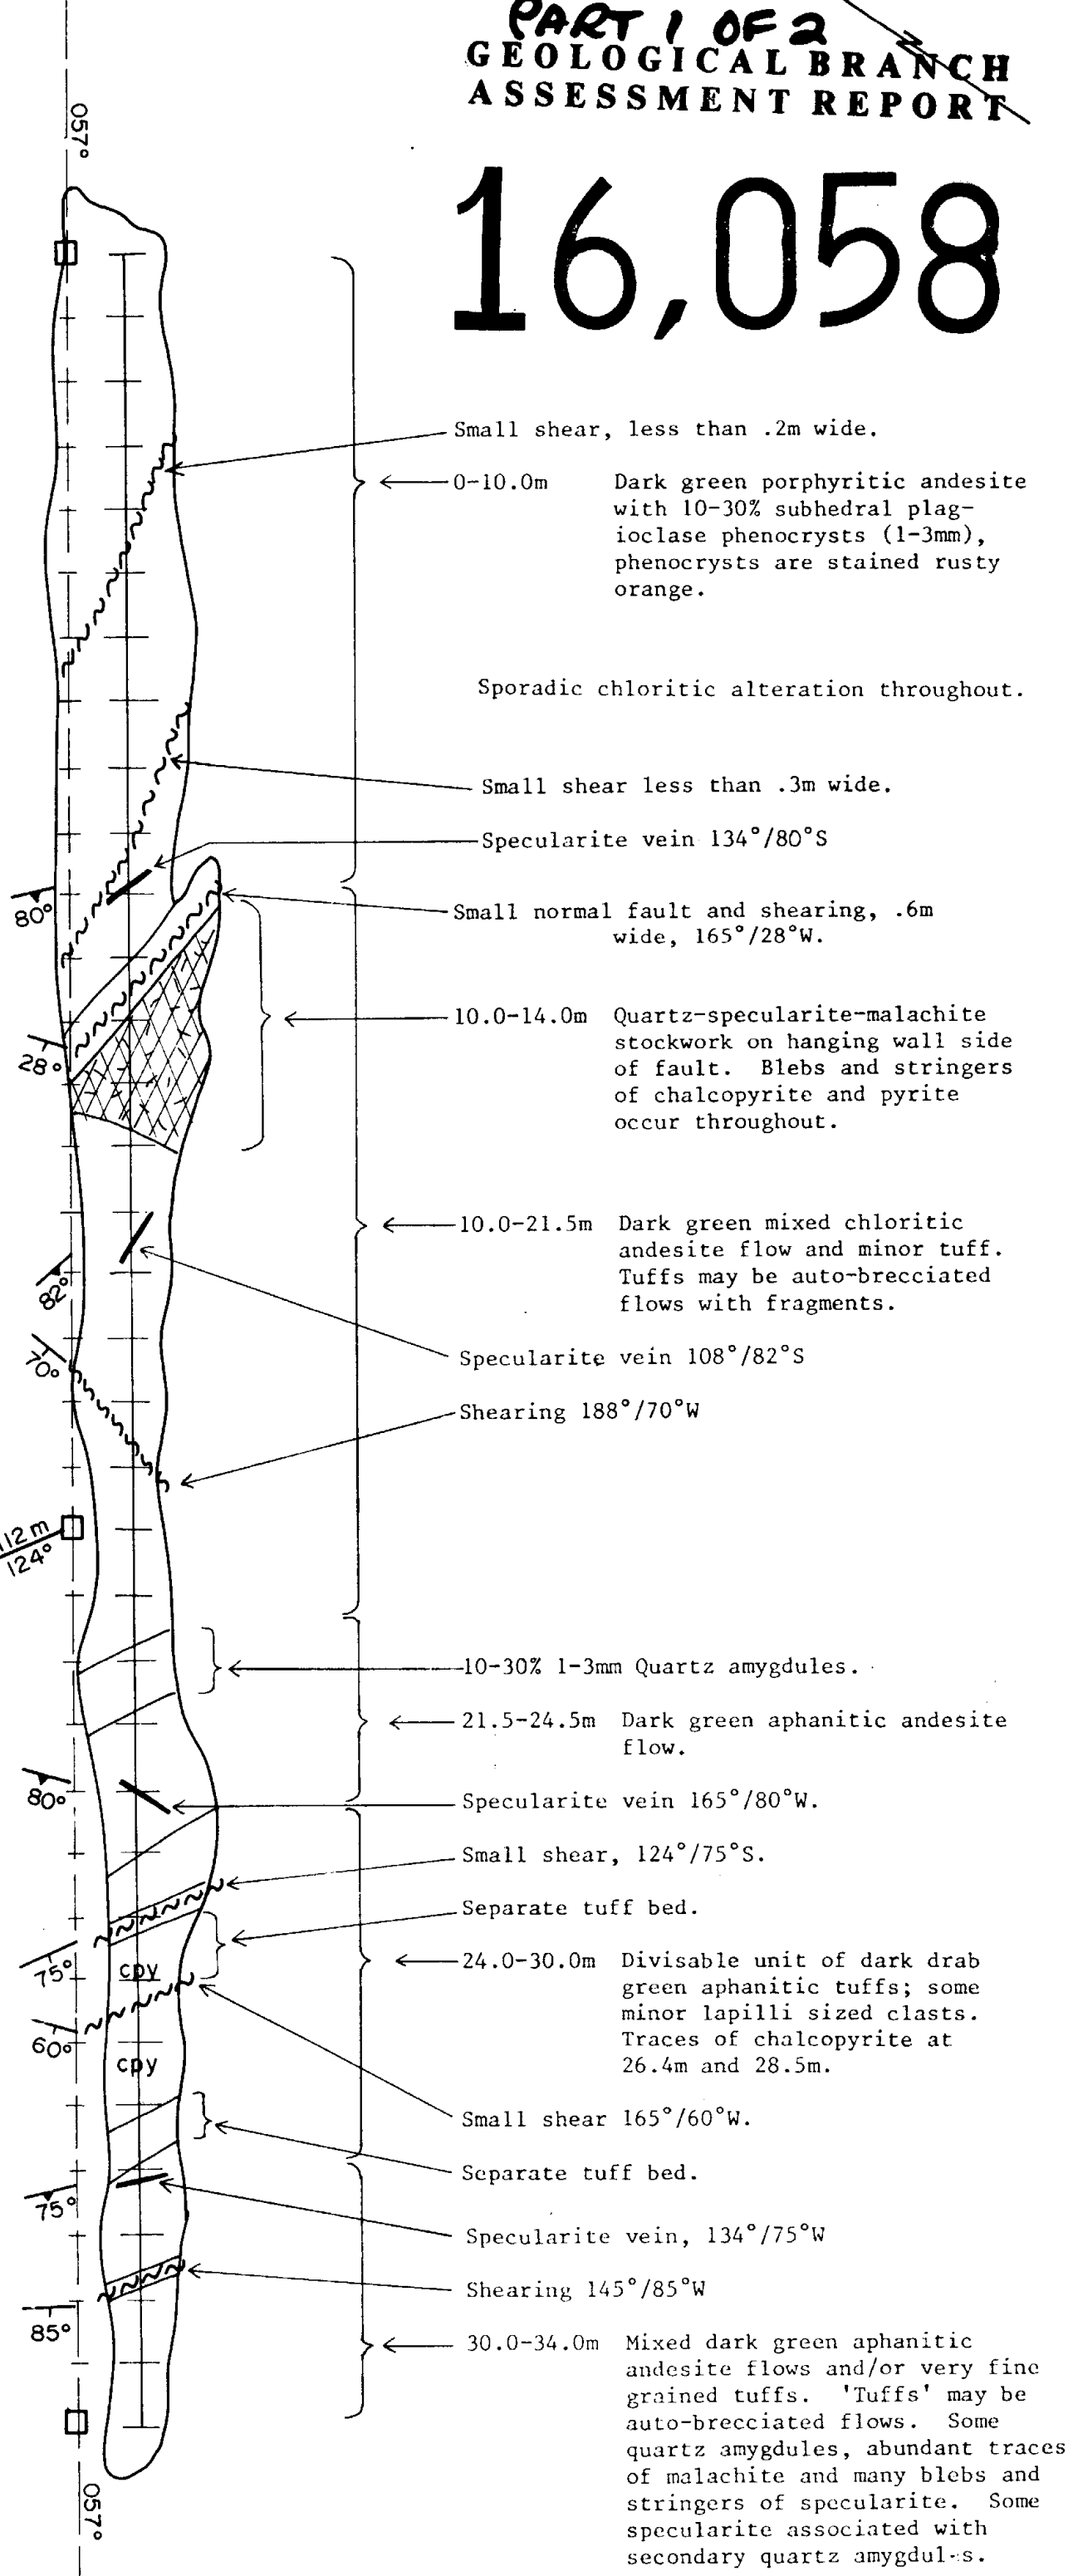 PART 1 OF 2
GEOLOGICAL BRANCH
ASSESSMENT REPORT
N
16,058
057°
Small shear, less than .2m wide.
0-10.0m Dark green porphyritic andesite
with 10-30% subhedral plag-
ioclase phenocrysts (1-3mm),
phenocrysts are stained rusty
orange.
Sporadic chloritic alteration throughout.
Small shear less than .3m wide.
Specularite vein 134°/80°S
80°
Small normal fault and shearing, .6m
wide, 165°/28°W.
28°
10.0-14.0m Quartz-specularite-malachite
stockwork on hanging wall side
of fault. Blebs and stringers
of chalcopyrite and pyrite
occur throughout.
10.0-21.5m Dark green mixed chloritic
andesite flow and minor tuff.
Tuffs may be auto-brecciated
flows with fragments.
82°
70°
Specularite vein 108°/82°S
Shearing 188°/70°W
112m
124°
10-30% 1-3mm Quartz amygdules.
21.5-24.5m Dark green aphanitic andesite
flow.
80°
Specularite vein 165°/80°W.
Small shear, 124°/75°S.
Separate tuff bed.
75°
cpy
24.0-30.0m Divisable unit of dark drab
green aphanitic tuffs; some
minor lapilli sized clasts.
Traces of chalcopyrite at
26.4m and 28.5m.
60°
cpy
Small shear 165°/60°W.
Separate tuff bed.
75°
Specularite vein, 134°/75°W
Shearing 145°/85°W
85°
30.0-34.0m Mixed dark green aphanitic
andesite flows and/or very fine
grained tuffs. 'Tuffs' may be
auto-brecciated flows. Some
quartz amygdules, abundant traces
of malachite and many blebs and
stringers of specularite. Some
specularite associated with
secondary quartz amygdules.
057°